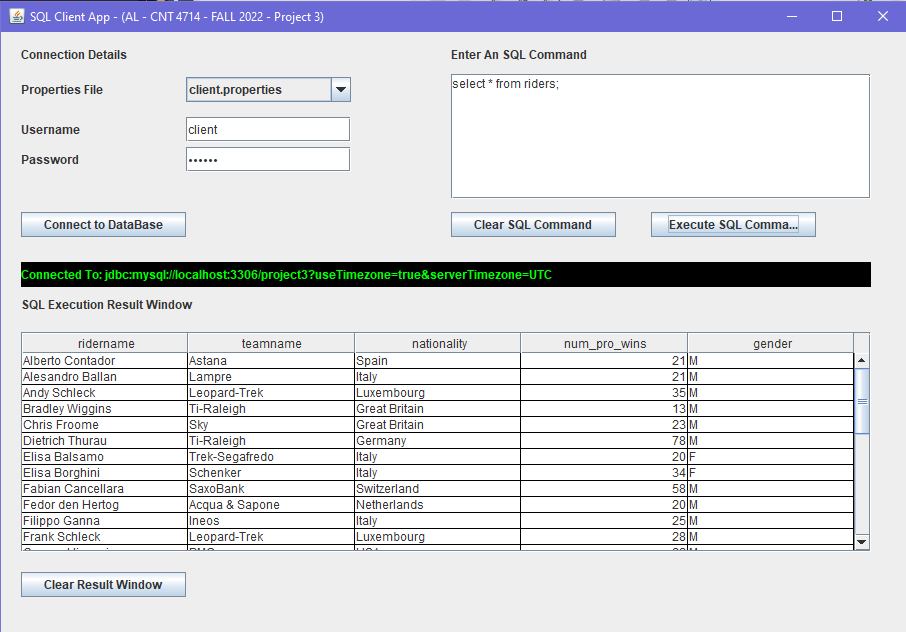 SQL Client App - (AL - CNT 4714 - FALL 2022 - Project 3)
Connection Details
Enter An SQL Command
Properties File
client.properties
select * from riders;
Username
client
Password
••••••
Connect to DataBase
Clear SQL Command
Execute SQL Comma...
Connected To: jdbc:mysql://localhost:3306/project3?useTimezone=true&serverTimezone=UTC
SQL Execution Result Window
ridername teamname nationality num_pro_wins gender
Alberto Contador Astana Spain 21 M
Alesandro Ballan Lampre Italy 21 M
Andy Schleck Leopard-Trek Luxembourg 35 M
Bradley Wiggins Ti-Raleigh Great Britain 13 M
Chris Froome Sky Great Britain 23 M
Dietrich Thurau Ti-Raleigh Germany 78 M
Elisa Balsamo Trek-Segafredo Italy 20 F
Elisa Borghini Schenker Italy 34 F
Fabian Cancellara SaxoBank Switzerland 58 M
Fedor den Hertog Acqua & Sapone Netherlands 20 M
Filippo Ganna Ineos Italy 25 M
Frank Schleck Leopard-Trek Luxembourg 28 M
Clear Result Window